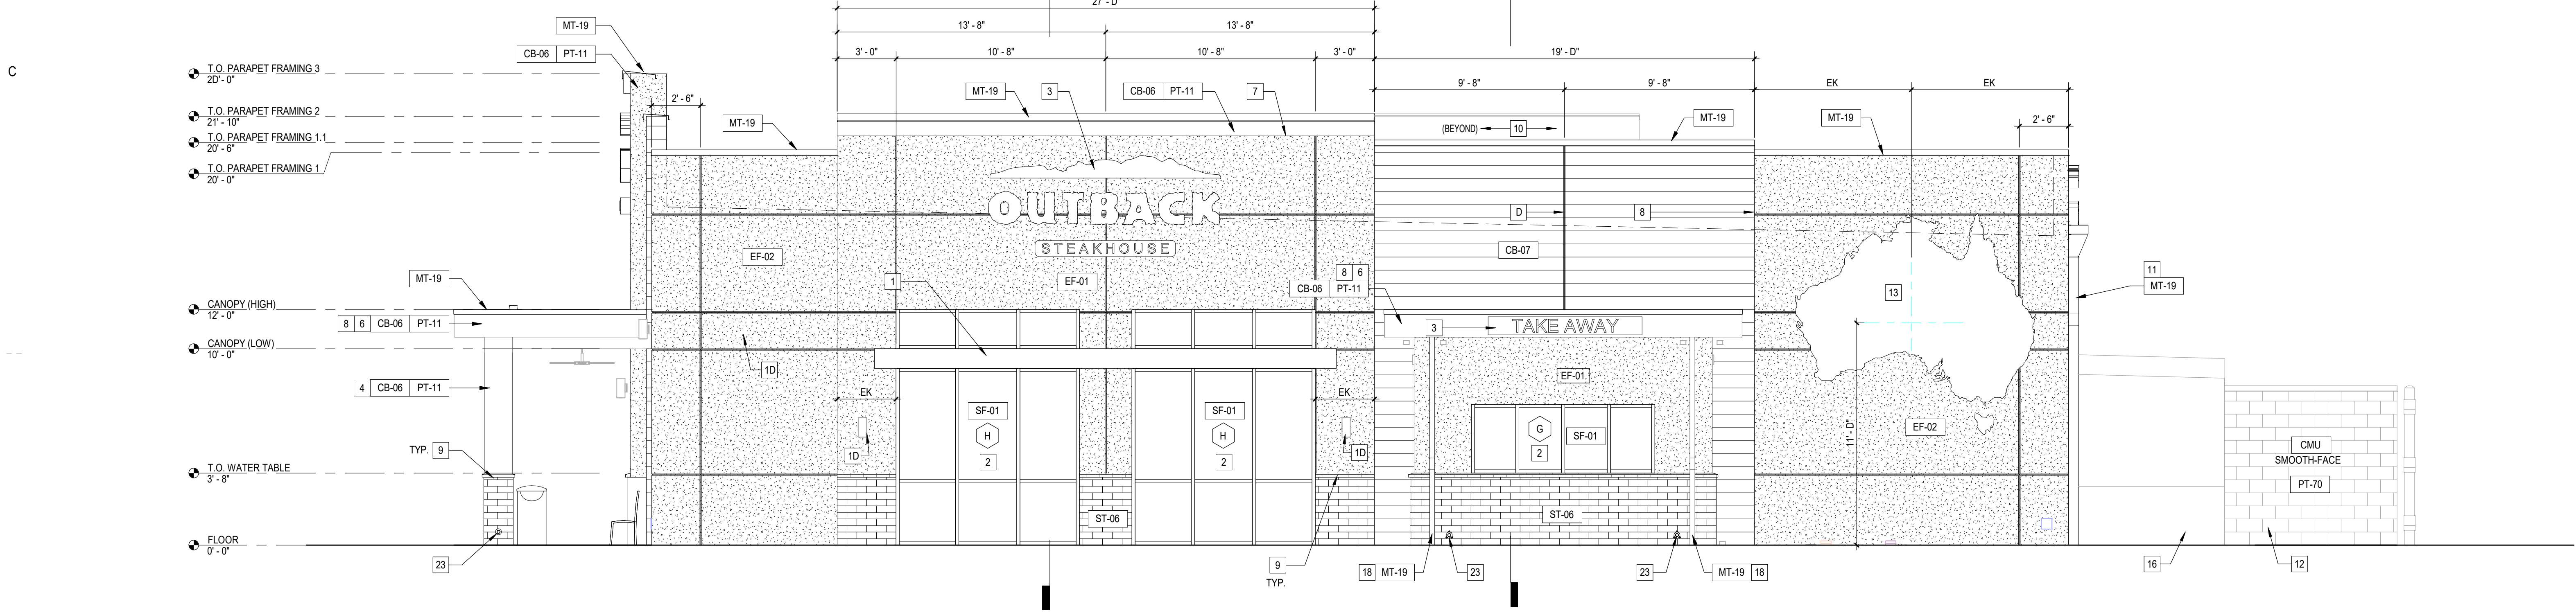 27' - D"
MT-19
13' - 8"
13' - 8"
CB-06 PT-11
3' - 0"
10' - 8"
10' - 8"
3' - 0"
19' - D"
C
T.O. PARAPET FRAMING 3
2D' - 0"
9' - 8"
9' - 8"
EK
EK
2' - 6"
MT-19
3
CB-06 PT-11
7
T.O. PARAPET FRAMING 2
21' - 10"
MT-19
(BEYOND)
10
MT-19
MT-19
2' - 6"
T.O. PARAPET FRAMING 1.1
20' - 6"
T.O. PARAPET FRAMING 1
20' - 0"
OUTBACK
STEAKHOUSE
D
8
CB-07
EF-02
EF-01
MT-19
1
8 6
CB-06 PT-11
13
11
MT-19
CANOPY (HIGH)
12' - 0"
8 6 CB-06 PT-11
3
TAKE AWAY
CANOPY (LOW)
10' - 0"
1D
4 CB-06 PT-11
EK
EK
EF-01
SF-01
H
2
SF-01
H
2
G
2
SF-01
11' - D"
EF-02
1D
1D
TYP. 9
CMU
SMOOTH-FACE
PT-70
T.O. WATER TABLE
3' - 8"
ST-06
ST-06
FLOOR
0' - 0"
23
9
TYP.
18 MT-19
23
23
MT-19 18
16
12